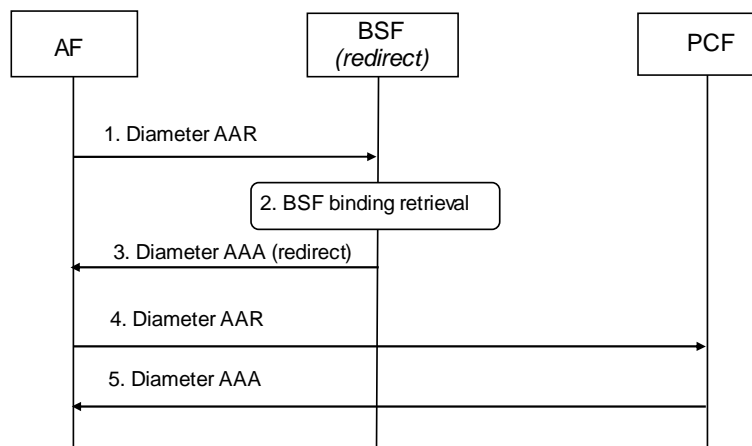 AF
BSF
(redirect)
PCF
1. Diameter AAR
2. BSF binding retrieval
3. Diameter AAA (redirect)
4. Diameter AAR
5. Diameter AAA